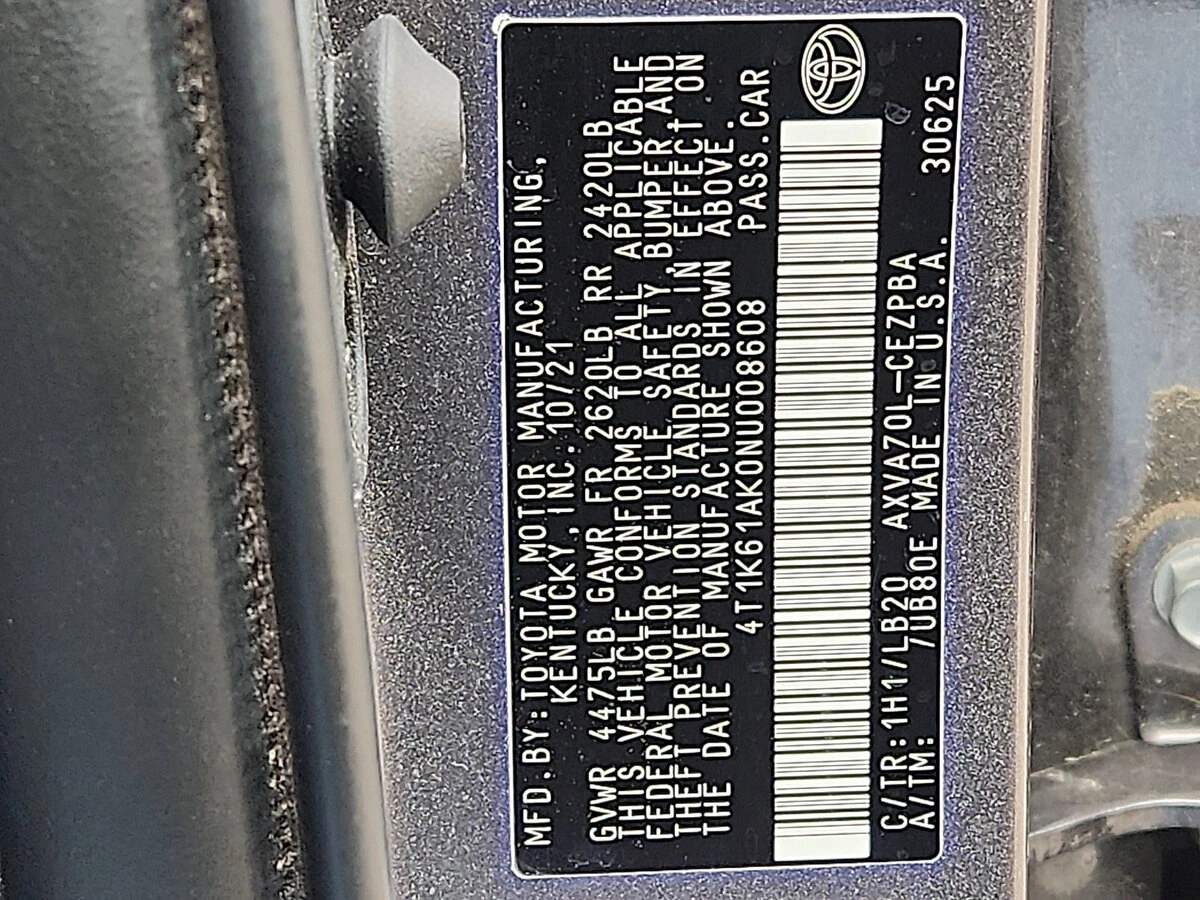 MFD.BY:TOYOTA MOTOR MANUFACTURING,
KENTUCKY,INC.10/21
GVWR 4475LB GAWR FR 2620LB RR 2420LB
THIS VEHICLE CONFORMS TO ALL APPLICABLE
FEDERAL MOTOR VEHICLE SAFETY, BUMPER AND
THEFT PREVENTION STANDARDS IN EFFECT ON
THE DATE OF MANUFACTURE SHOWN ABOVE.
4T1K61AK0NU008608 PASS.CAR
C/TR:1H1/LB20 AXVA70L-CEZPBA
A/TM: /UB80E MADE IN U.S.A. 30625